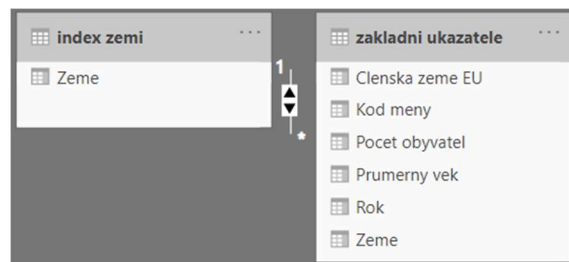 index zemi
...
Zeme
1
*
zakladni ukazatele
...
Clenska zeme EU
Kod meny
Pocet obyvatel
Prumerny vek
Rok
Zeme